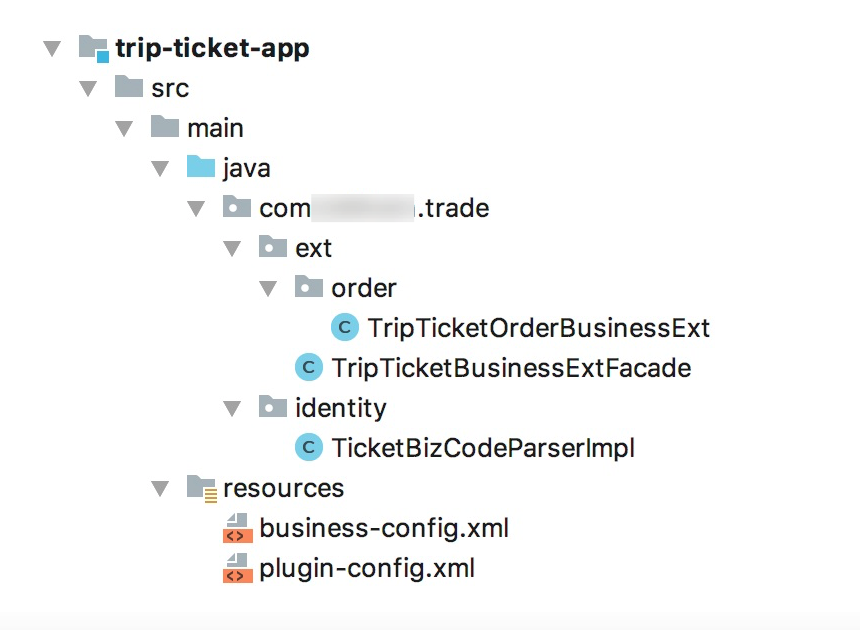 trip-ticket-app
src
main
java
com .trade
ext
order
C TripTicketOrderBusinessExt
C TripTicketBusinessExtFacade
identity
C TicketBizCodeParserImpl
resources
<> business-config.xml
<> plugin-config.xml